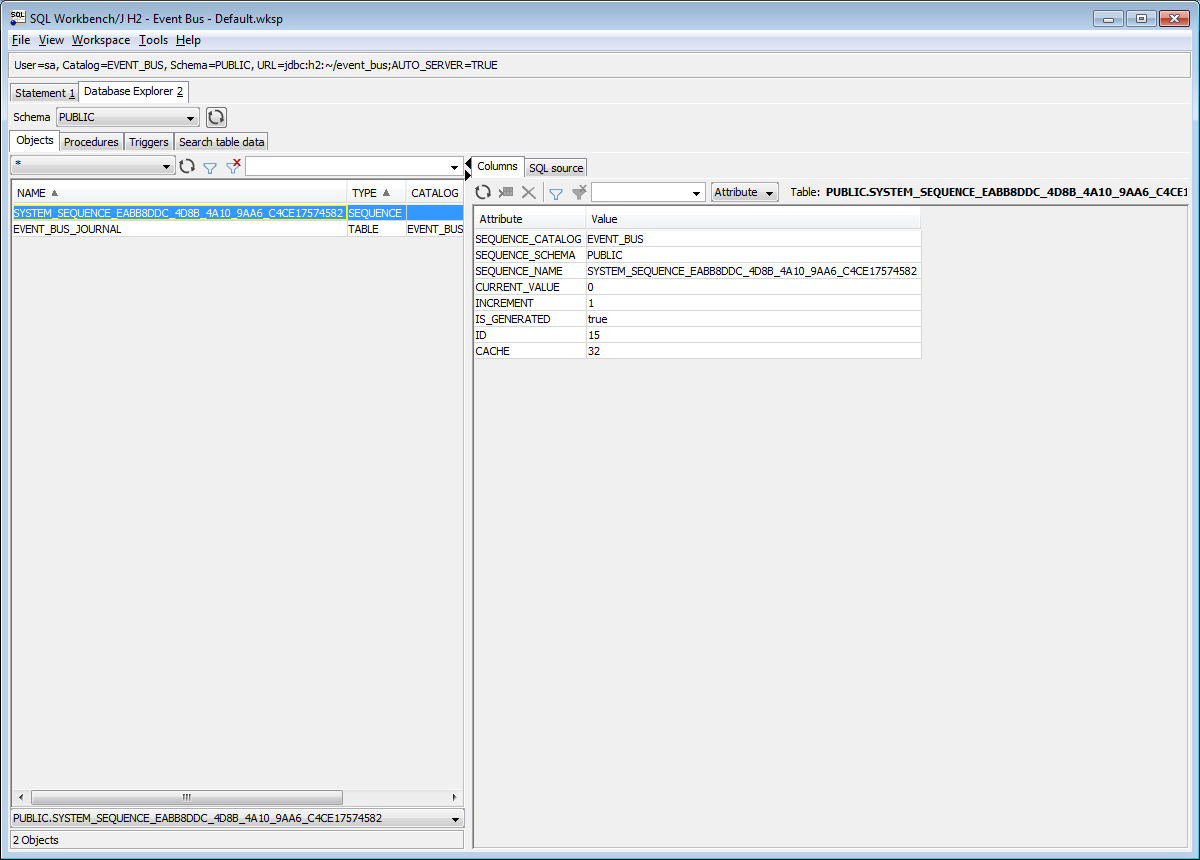 SQL Workbench/J H2 - Event Bus - Default.wksp
File View Workspace Tools Help
User=sa, Catalog=EVENT_BUS, Schema=PUBLIC, URL=jdbc:h2:~/event_bus;AUTO_SERVER=TRUE
Statement 1 Database Explorer 2
Schema PUBLIC
Objects Procedures Triggers Search table data
*
NAME TYPE CATALOG
SYSTEM_SEQUENCE_EABB8DDC_4D8B_4A10_9AA6_C4CE17574582 SEQUENCE
EVENT_BUS_JOURNAL TABLE EVENT_BUS
PUBLIC.SYSTEM_SEQUENCE_EABB8DDC_4D8B_4A10_9AA6_C4CE17574582
2 Objects
Columns SQL source
Attribute Table: PUBLIC.SYSTEM_SEQUENCE_EABB8DDC_4D8B_4A10_9AA6_C4CE1
Attribute Value
SEQUENCE_CATALOG EVENT_BUS
SEQUENCE_SCHEMA PUBLIC
SEQUENCE_NAME SYSTEM_SEQUENCE_EABB8DDC_4D8B_4A10_9AA6_C4CE17574582
CURRENT_VALUE 0
INCREMENT 1
IS_GENERATED true
ID 15
CACHE 32